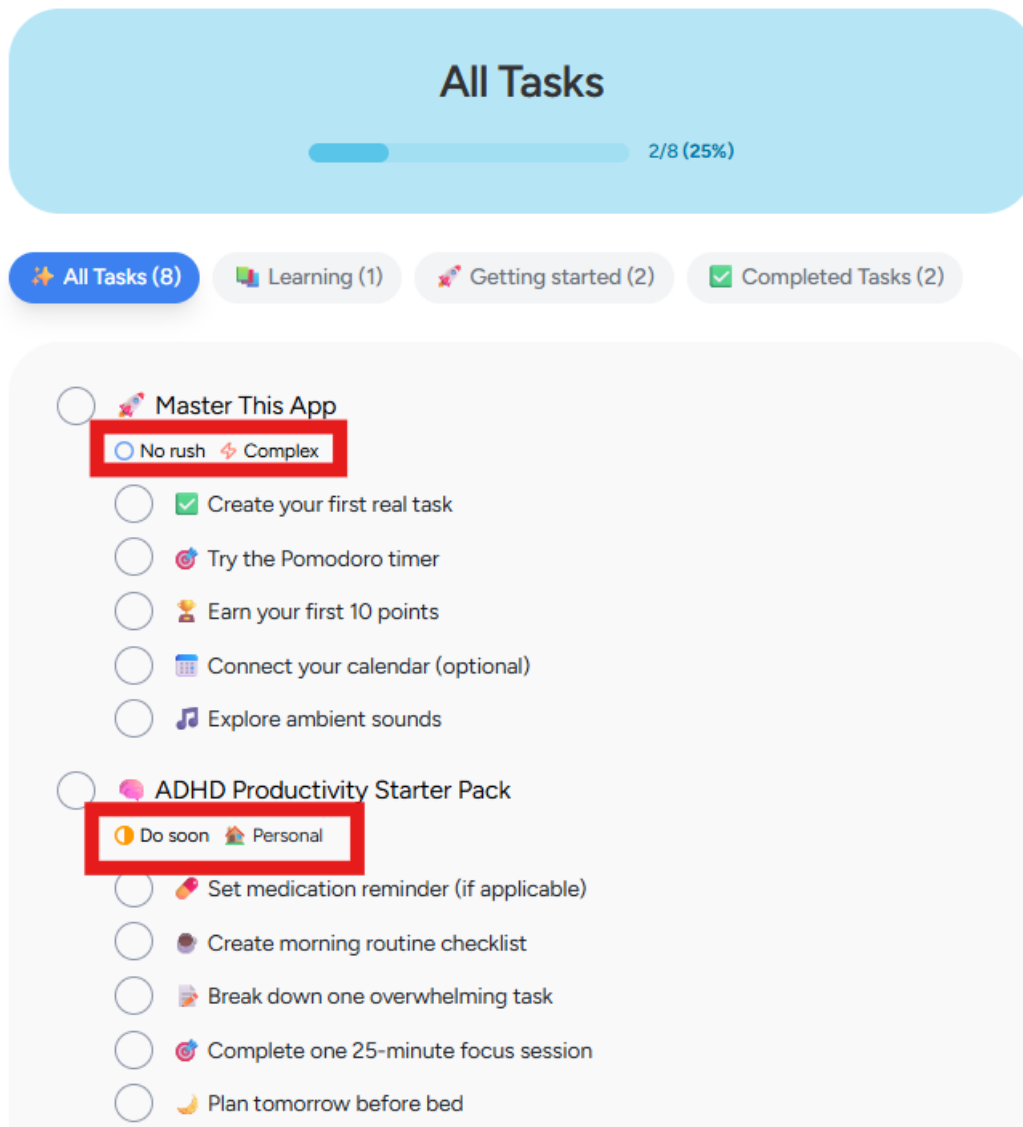 All Tasks
2/8 (25%)
All Tasks (8) Learning (1) Getting started (2) Completed Tasks (2)
Master This App
No rush Complex
Create your first real task
Try the Pomodoro timer
Earn your first 10 points
Connect your calendar (optional)
Explore ambient sounds
ADHD Productivity Starter Pack
Do soon Personal
Set medication reminder (if applicable)
Create morning routine checklist
Break down one overwhelming task
Complete one 25-minute focus session
Plan tomorrow before bed